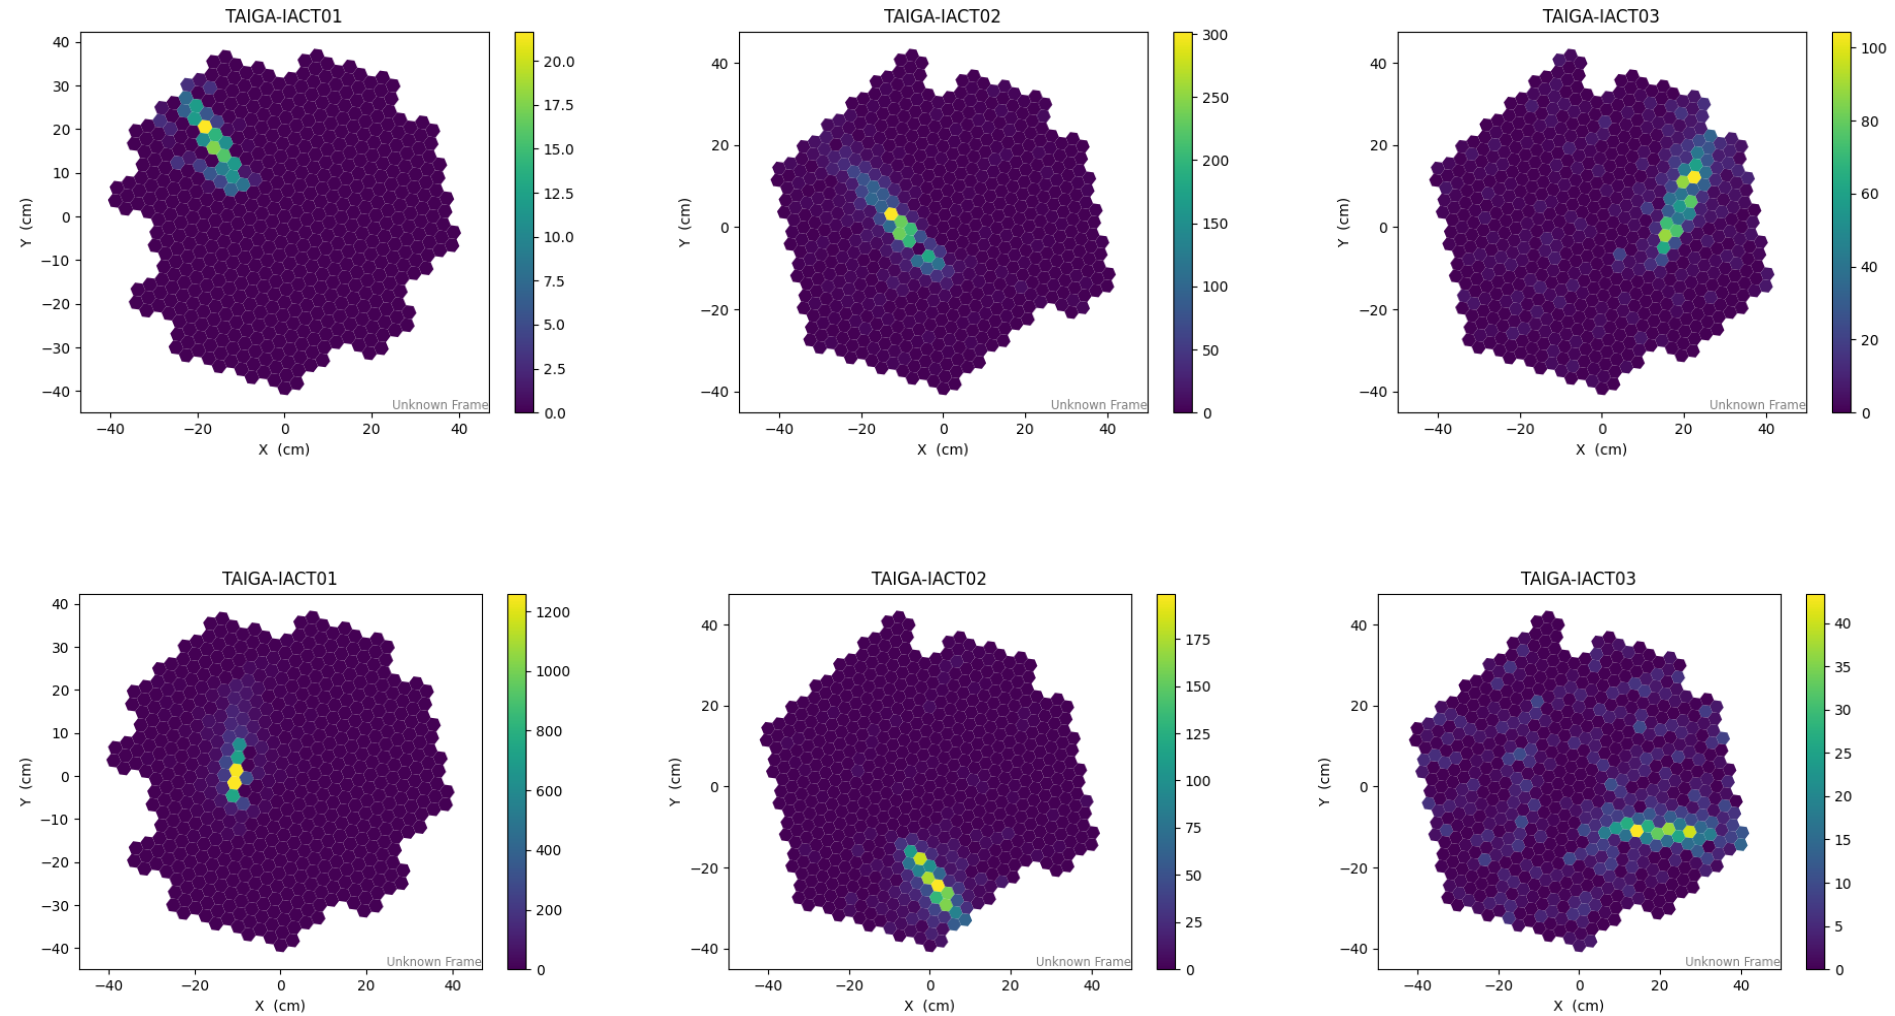 TAIGA-IACT01
40
30
20
10
0
−10
−20
−30
−40
Y (cm)
−40 −20 0 20 40
X (cm)
Unknown Frame
20.0
17.5
15.0
12.5
10.0
7.5
5.0
2.5
0.0
TAIGA-IACT02
40
20
0
−20
−40
Y (cm)
−40 −20 0 20 40
X (cm)
Unknown Frame
300
250
200
150
100
50
0
TAIGA-IACT03
40
20
0
−20
−40
Y (cm)
−40 −20 0 20 40
X (cm)
Unknown Frame
100
80
60
40
20
0
TAIGA-IACT01
40
30
20
10
0
−10
−20
−30
−40
Y (cm)
−40 −20 0 20 40
X (cm)
Unknown Frame
1200
1000
800
600
400
200
0
TAIGA-IACT02
40
20
0
−20
−40
Y (cm)
−40 −20 0 20 40
X (cm)
Unknown Frame
175
150
125
100
75
50
25
0
TAIGA-IACT03
40
20
0
−20
−40
Y (cm)
−40 −20 0 20 40
X (cm)
Unknown Frame
40
35
30
25
20
15
10
5
0